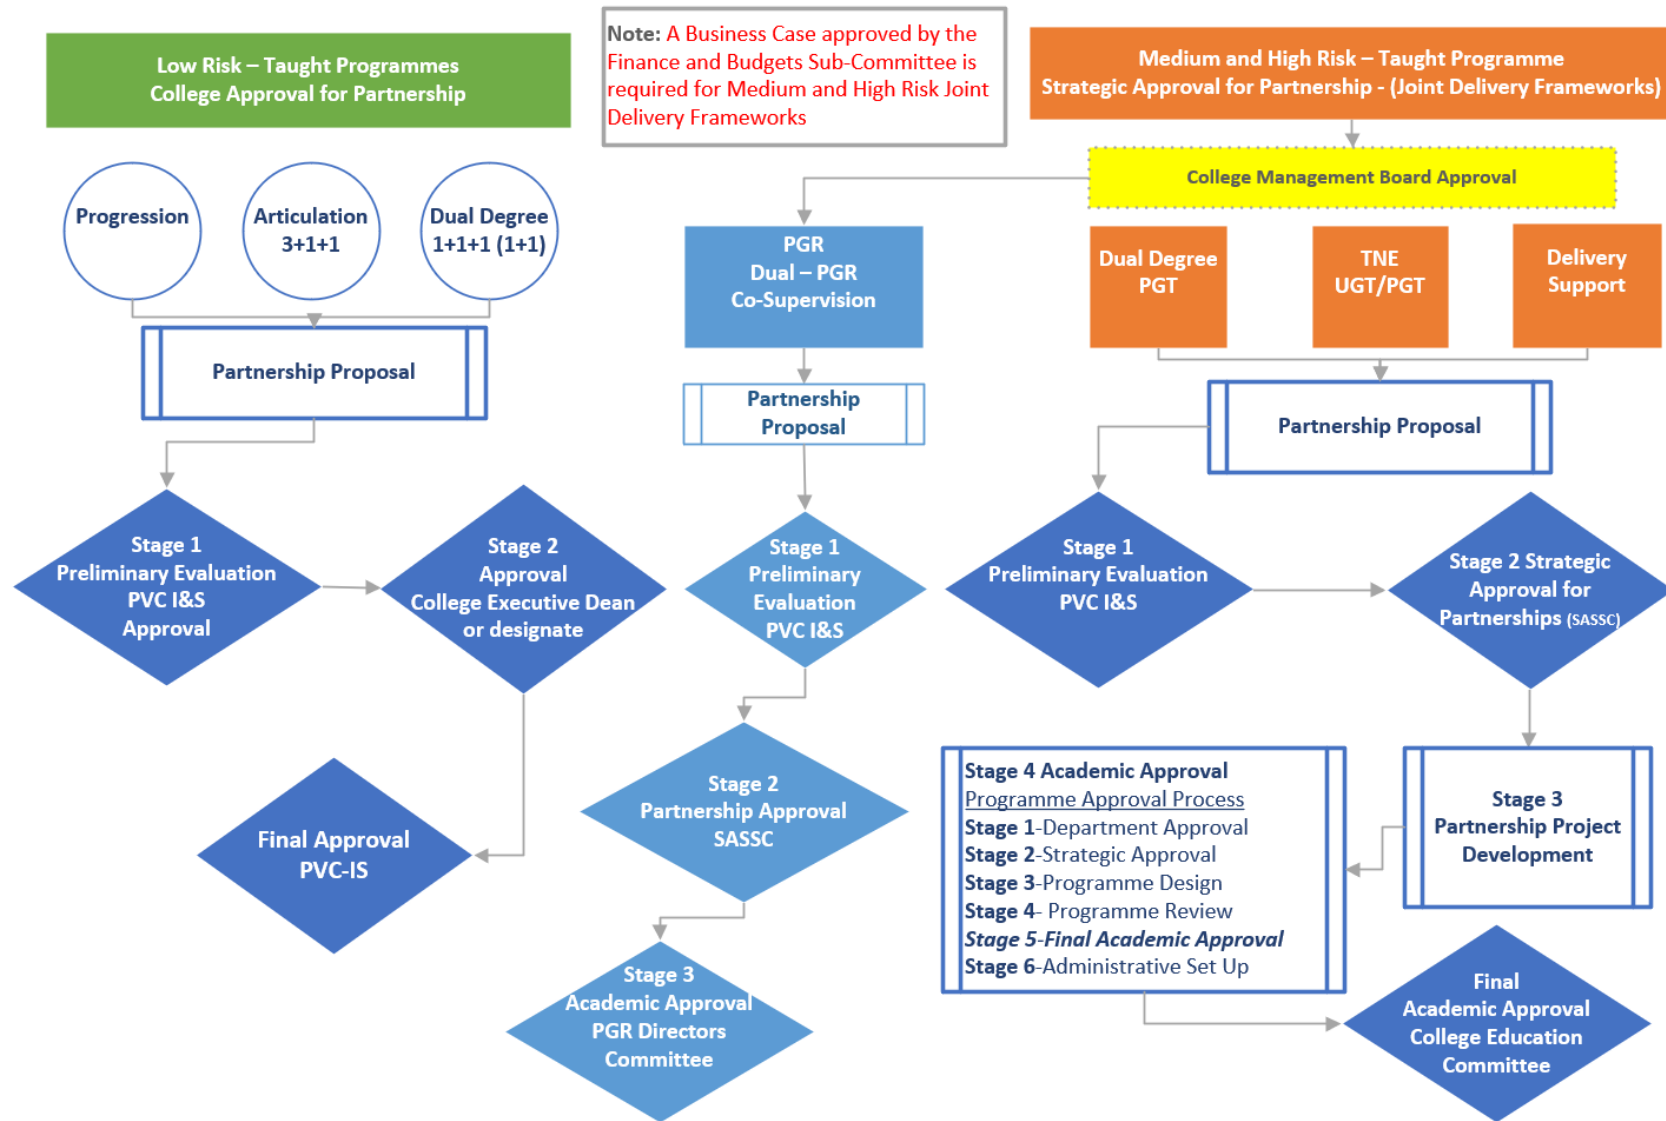 Low Risk – Taught Programmes
College Approval for Partnership
Note: A Business Case approved by the
Finance and Budgets Sub-Committee is
required for Medium and High Risk Joint
Delivery Frameworks
Medium and High Risk – Taught Programme
Strategic Approval for Partnership - (Joint Delivery Frameworks)
College Management Board Approval
Progression
Articulation
3+1+1
Dual Degree
1+1+1 (1+1)
PGR
Dual – PGR
Co-Supervision
Dual Degree
PGT
TNE
UGT/PGT
Delivery
Support
Partnership Proposal
Partnership
Proposal
Partnership Proposal
Stage 1
Preliminary Evaluation
PVC I&S
Approval
Stage 2
Approval
College Executive Dean
or designate
Stage 1
Preliminary
Evaluation
PVC I&S
Stage 1
Preliminary Evaluation
PVC I&S
Stage 2 Strategic
Approval for
Partnerships (SASSC)
Final Approval
PVC-IS
Stage 2
Partnership Approval
SASSC
Stage 4 Academic Approval
Programme Approval Process
Stage 1-Department Approval
Stage 2-Strategic Approval
Stage 3-Programme Design
Stage 4- Programme Review
Stage 5-Final Academic Approval
Stage 6-Administrative Set Up
Stage 3
Partnership Project
Development
Stage 3
Academic Approval
PGR Directors
Committee
Final
Academic Approval
College Education
Committee